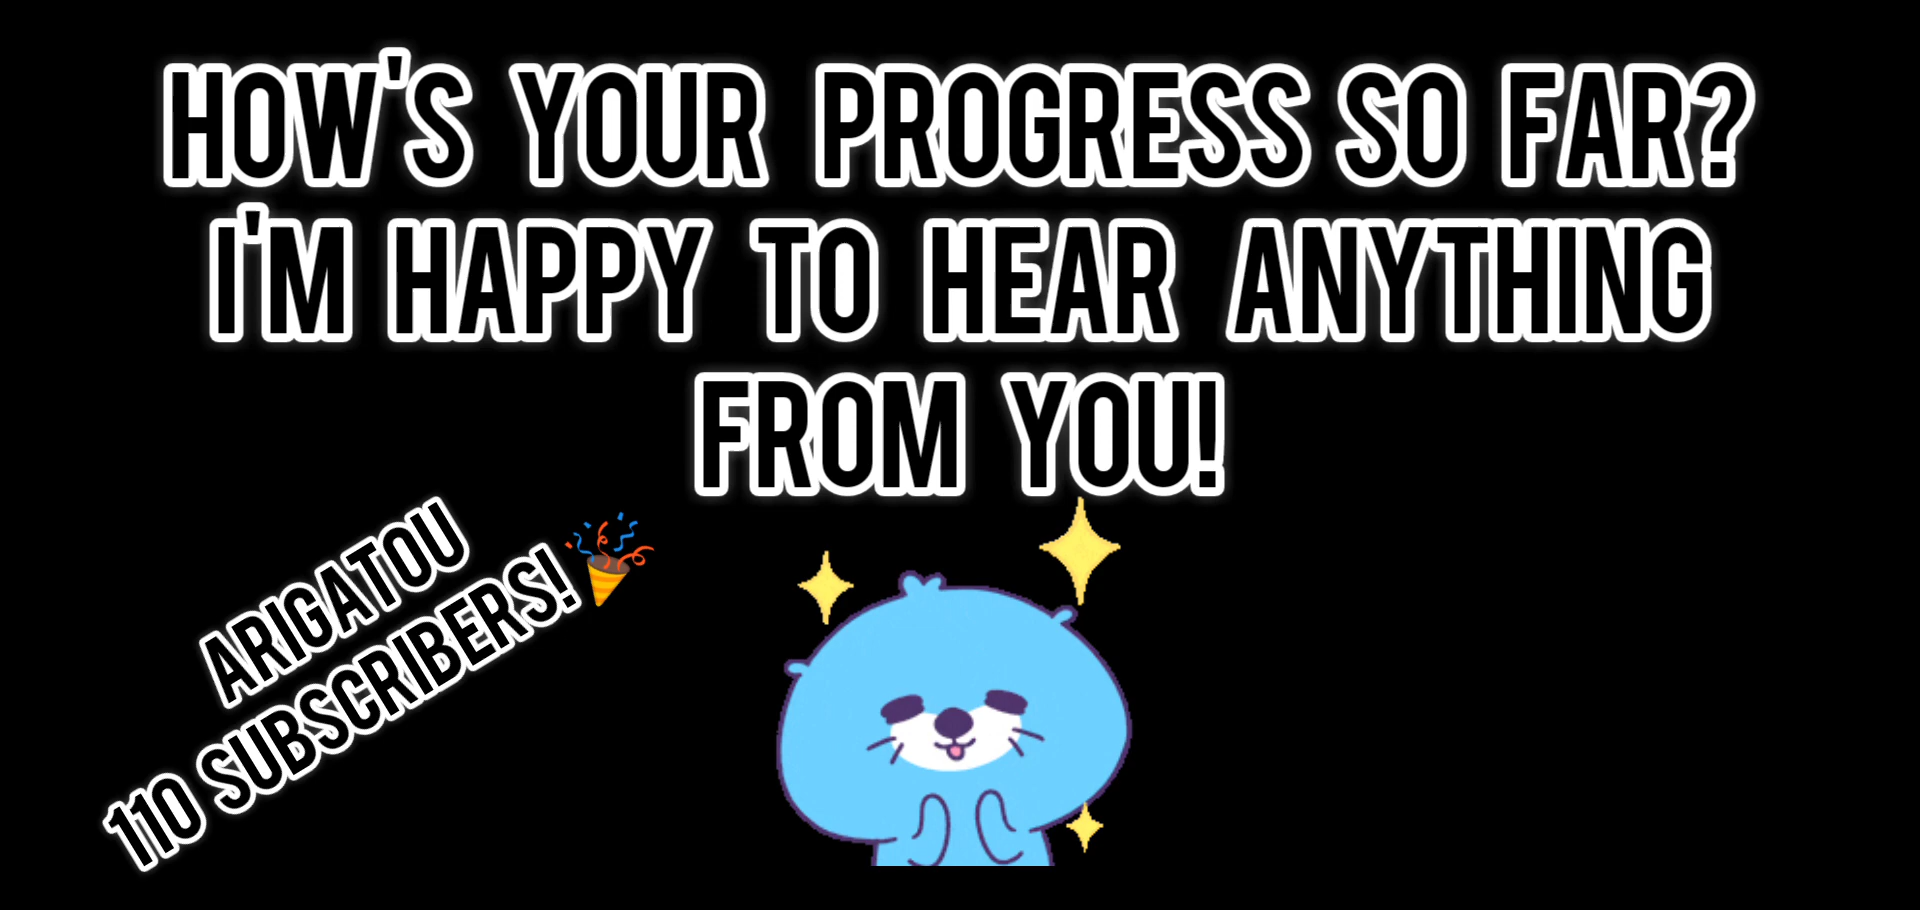 HOW'S YOUR PROGRESS SO FAR?
I'M HAPPY TO HEAR ANYTHING
FROM YOU!
ARIGATOU
110 SUBSCRIBERS!